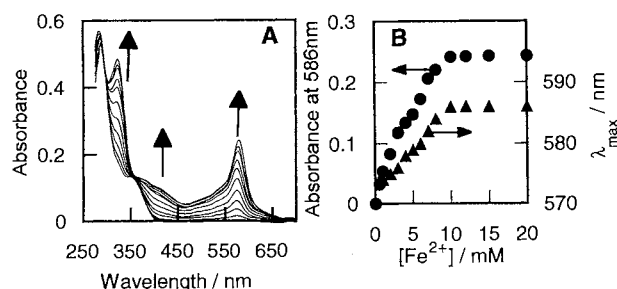 A
Absorbance
0.6
0.4
0.2
0
250 350 450 550 650
Wavelength / nm
B
Absorbance at 586nm
0.3
0.2
0.1
0
0 5 10 15 20
[Fe²⁺] / mM
590
580
570
λmax / nm